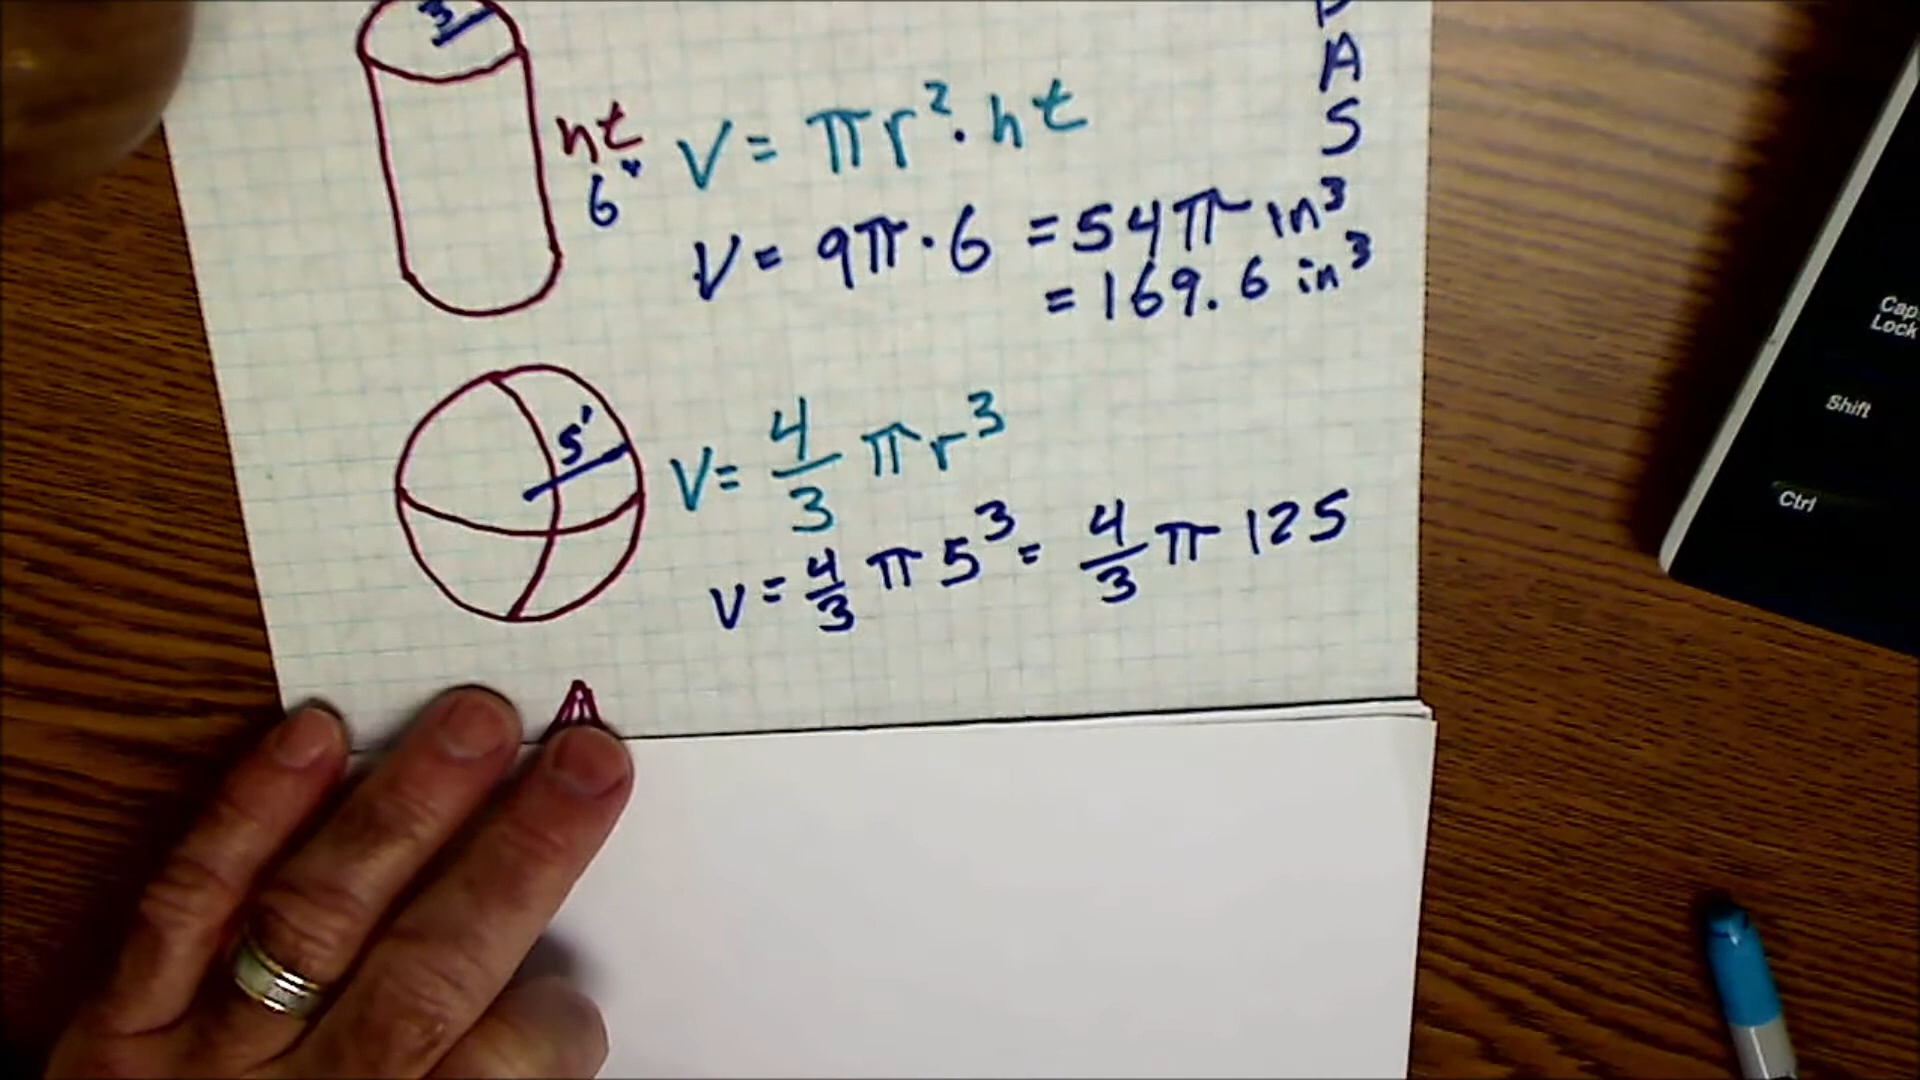 3
P
A
S
ht
6"
V = πr². ht
V = 9π · 6 = 54π in³
= 169.6 in³
5'
V = 4/3 πr³
V = 4/3 π 5³ = 4/3 π 125
Caps
Lock
Shift
Ctrl